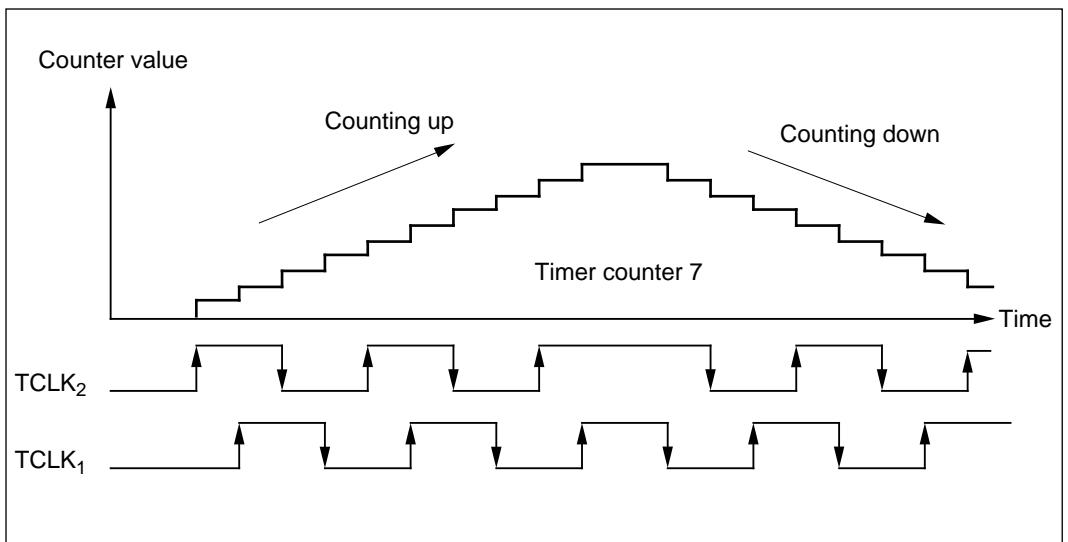 Counter value
Counting up
Counting down
Timer counter 7
Time
TCLK₂
TCLK₁